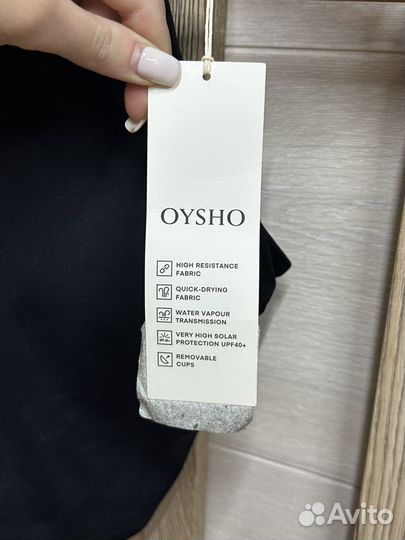 OYSHO
HIGH RESISTANCE
FABRIC
QUICK-DRYING
FABRIC
WATER VAPOUR
TRANSMISSION
VERY HIGH SOLAR
PROTECTION UPF40+
REMOVABLE
CUPS
Avito